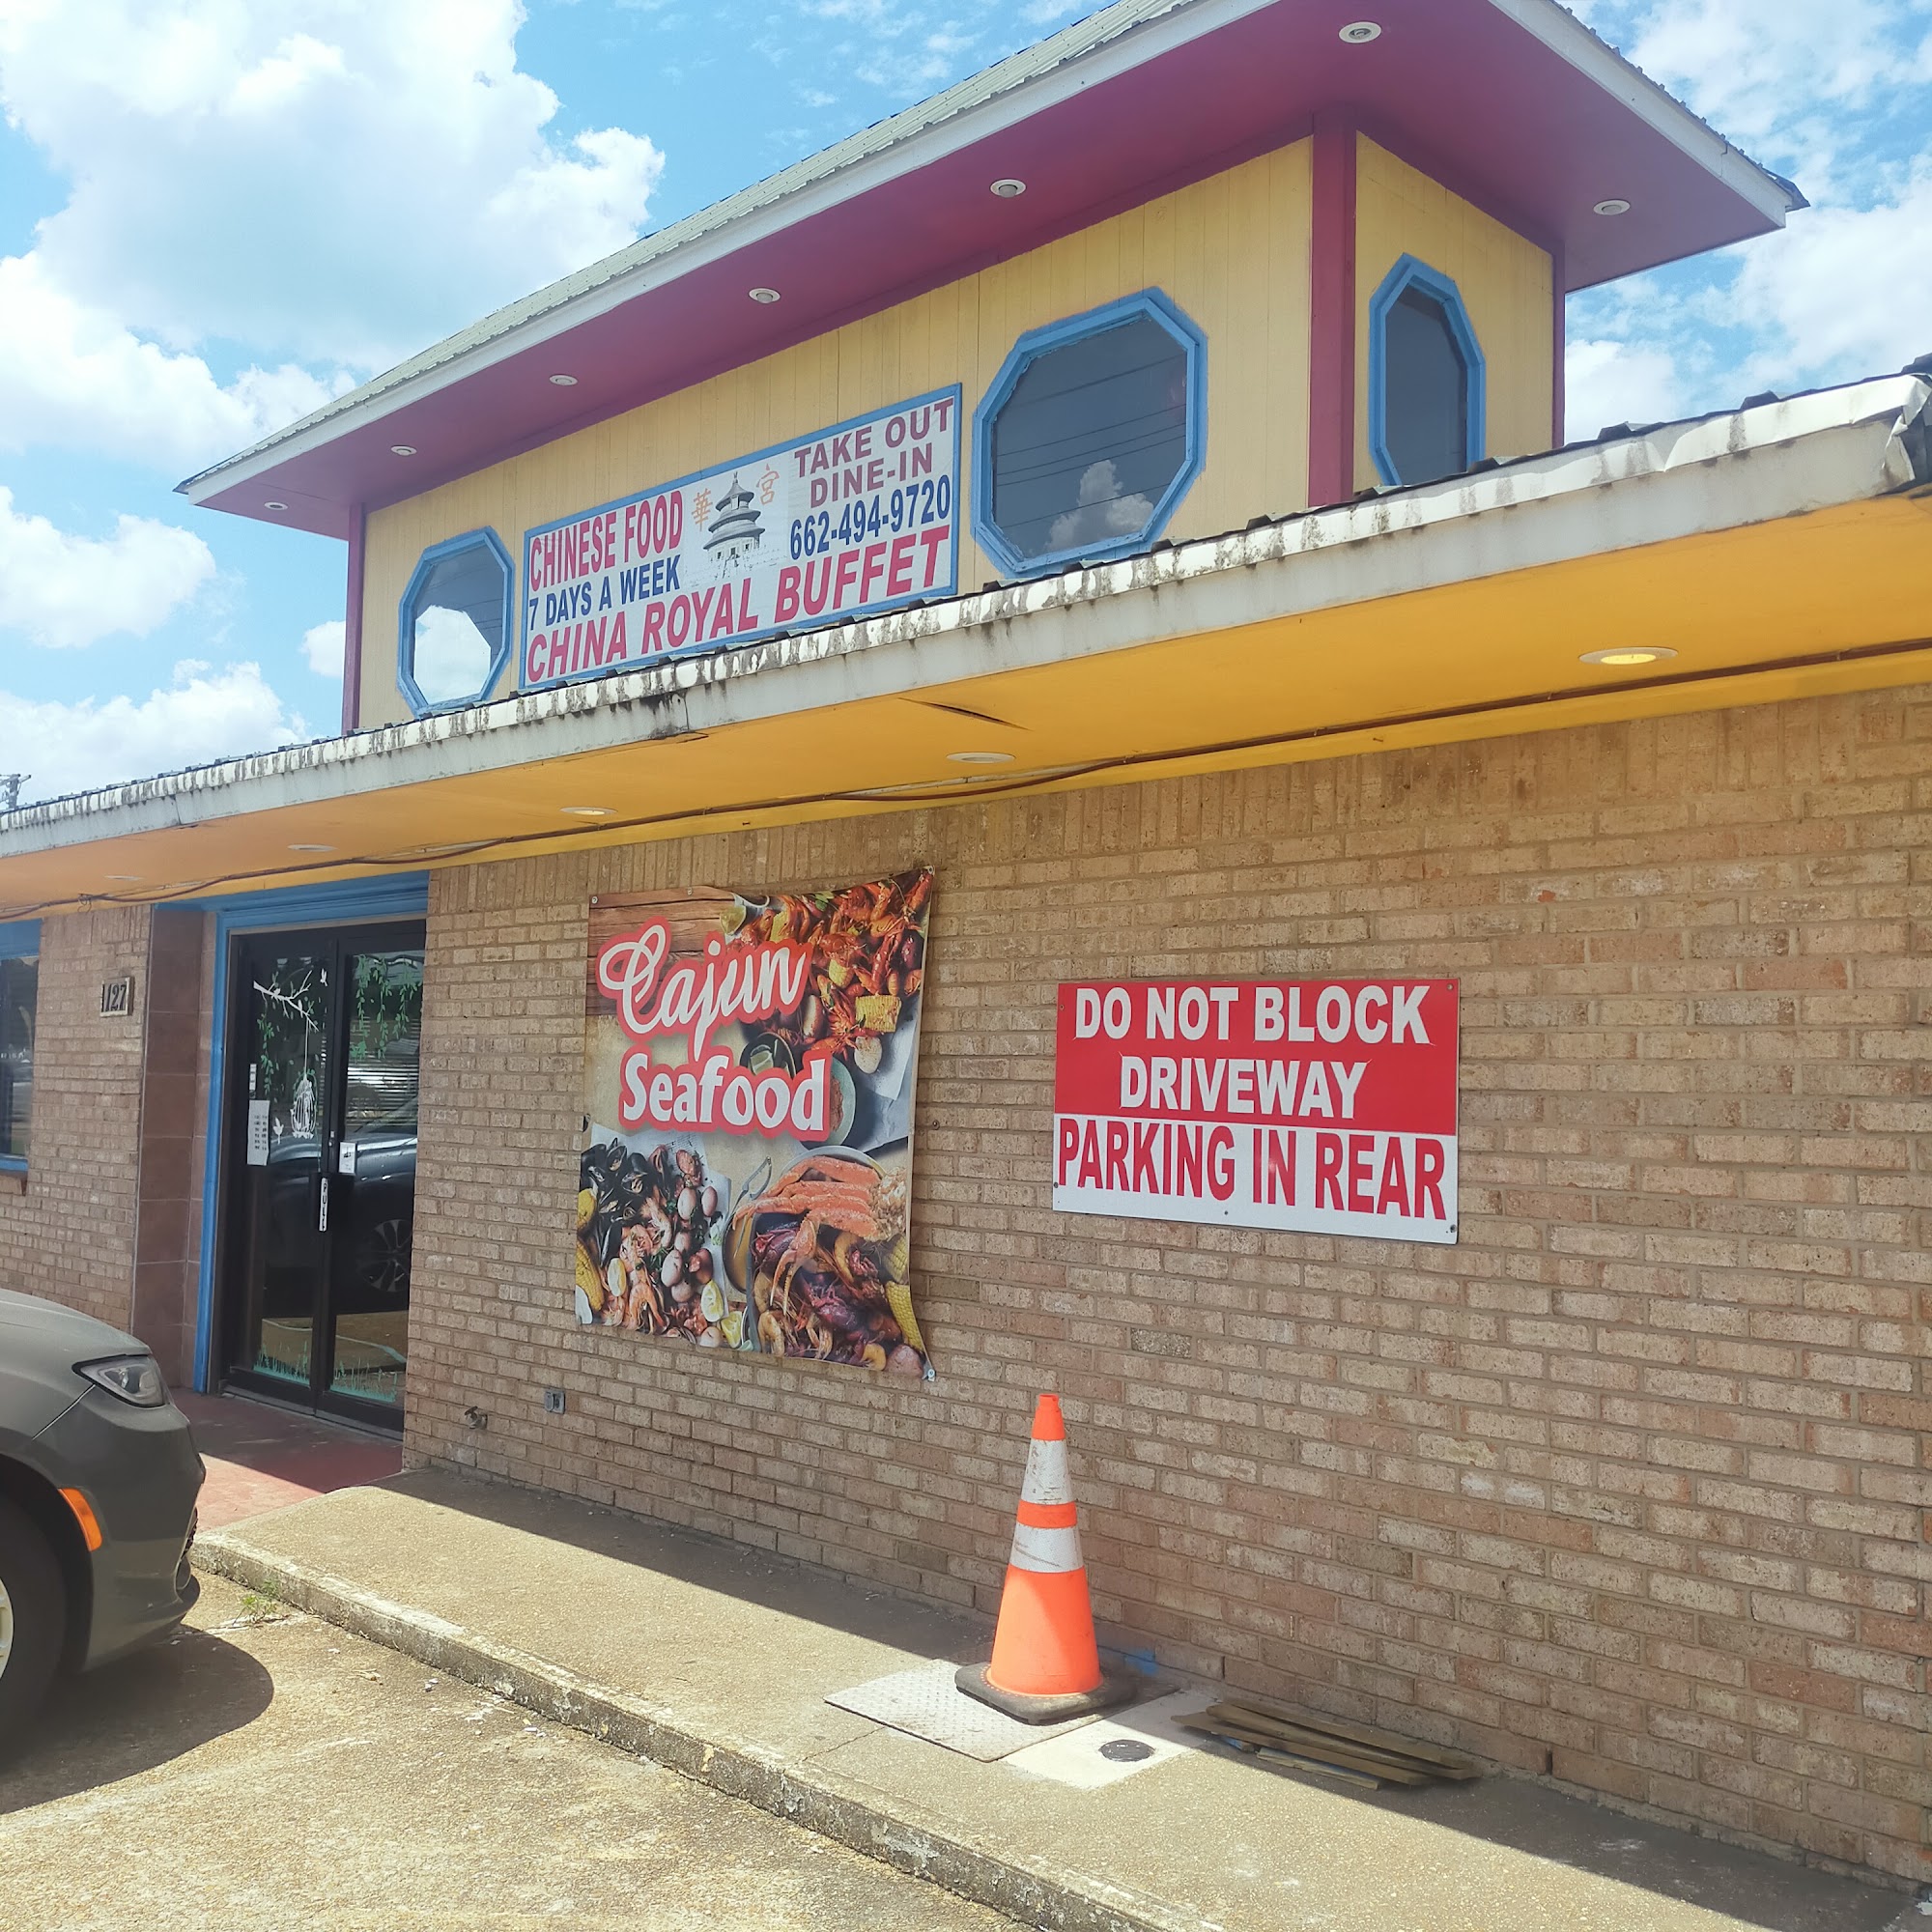 CHINESE FOOD
7 DAYS A WEEK
華宮
TAKE OUT
DINE-IN
662-494-9720
CHINA ROYAL BUFFET
1127
Cajun
Seafood
DO NOT BLOCK
DRIVEWAY
PARKING IN REAR
PULL